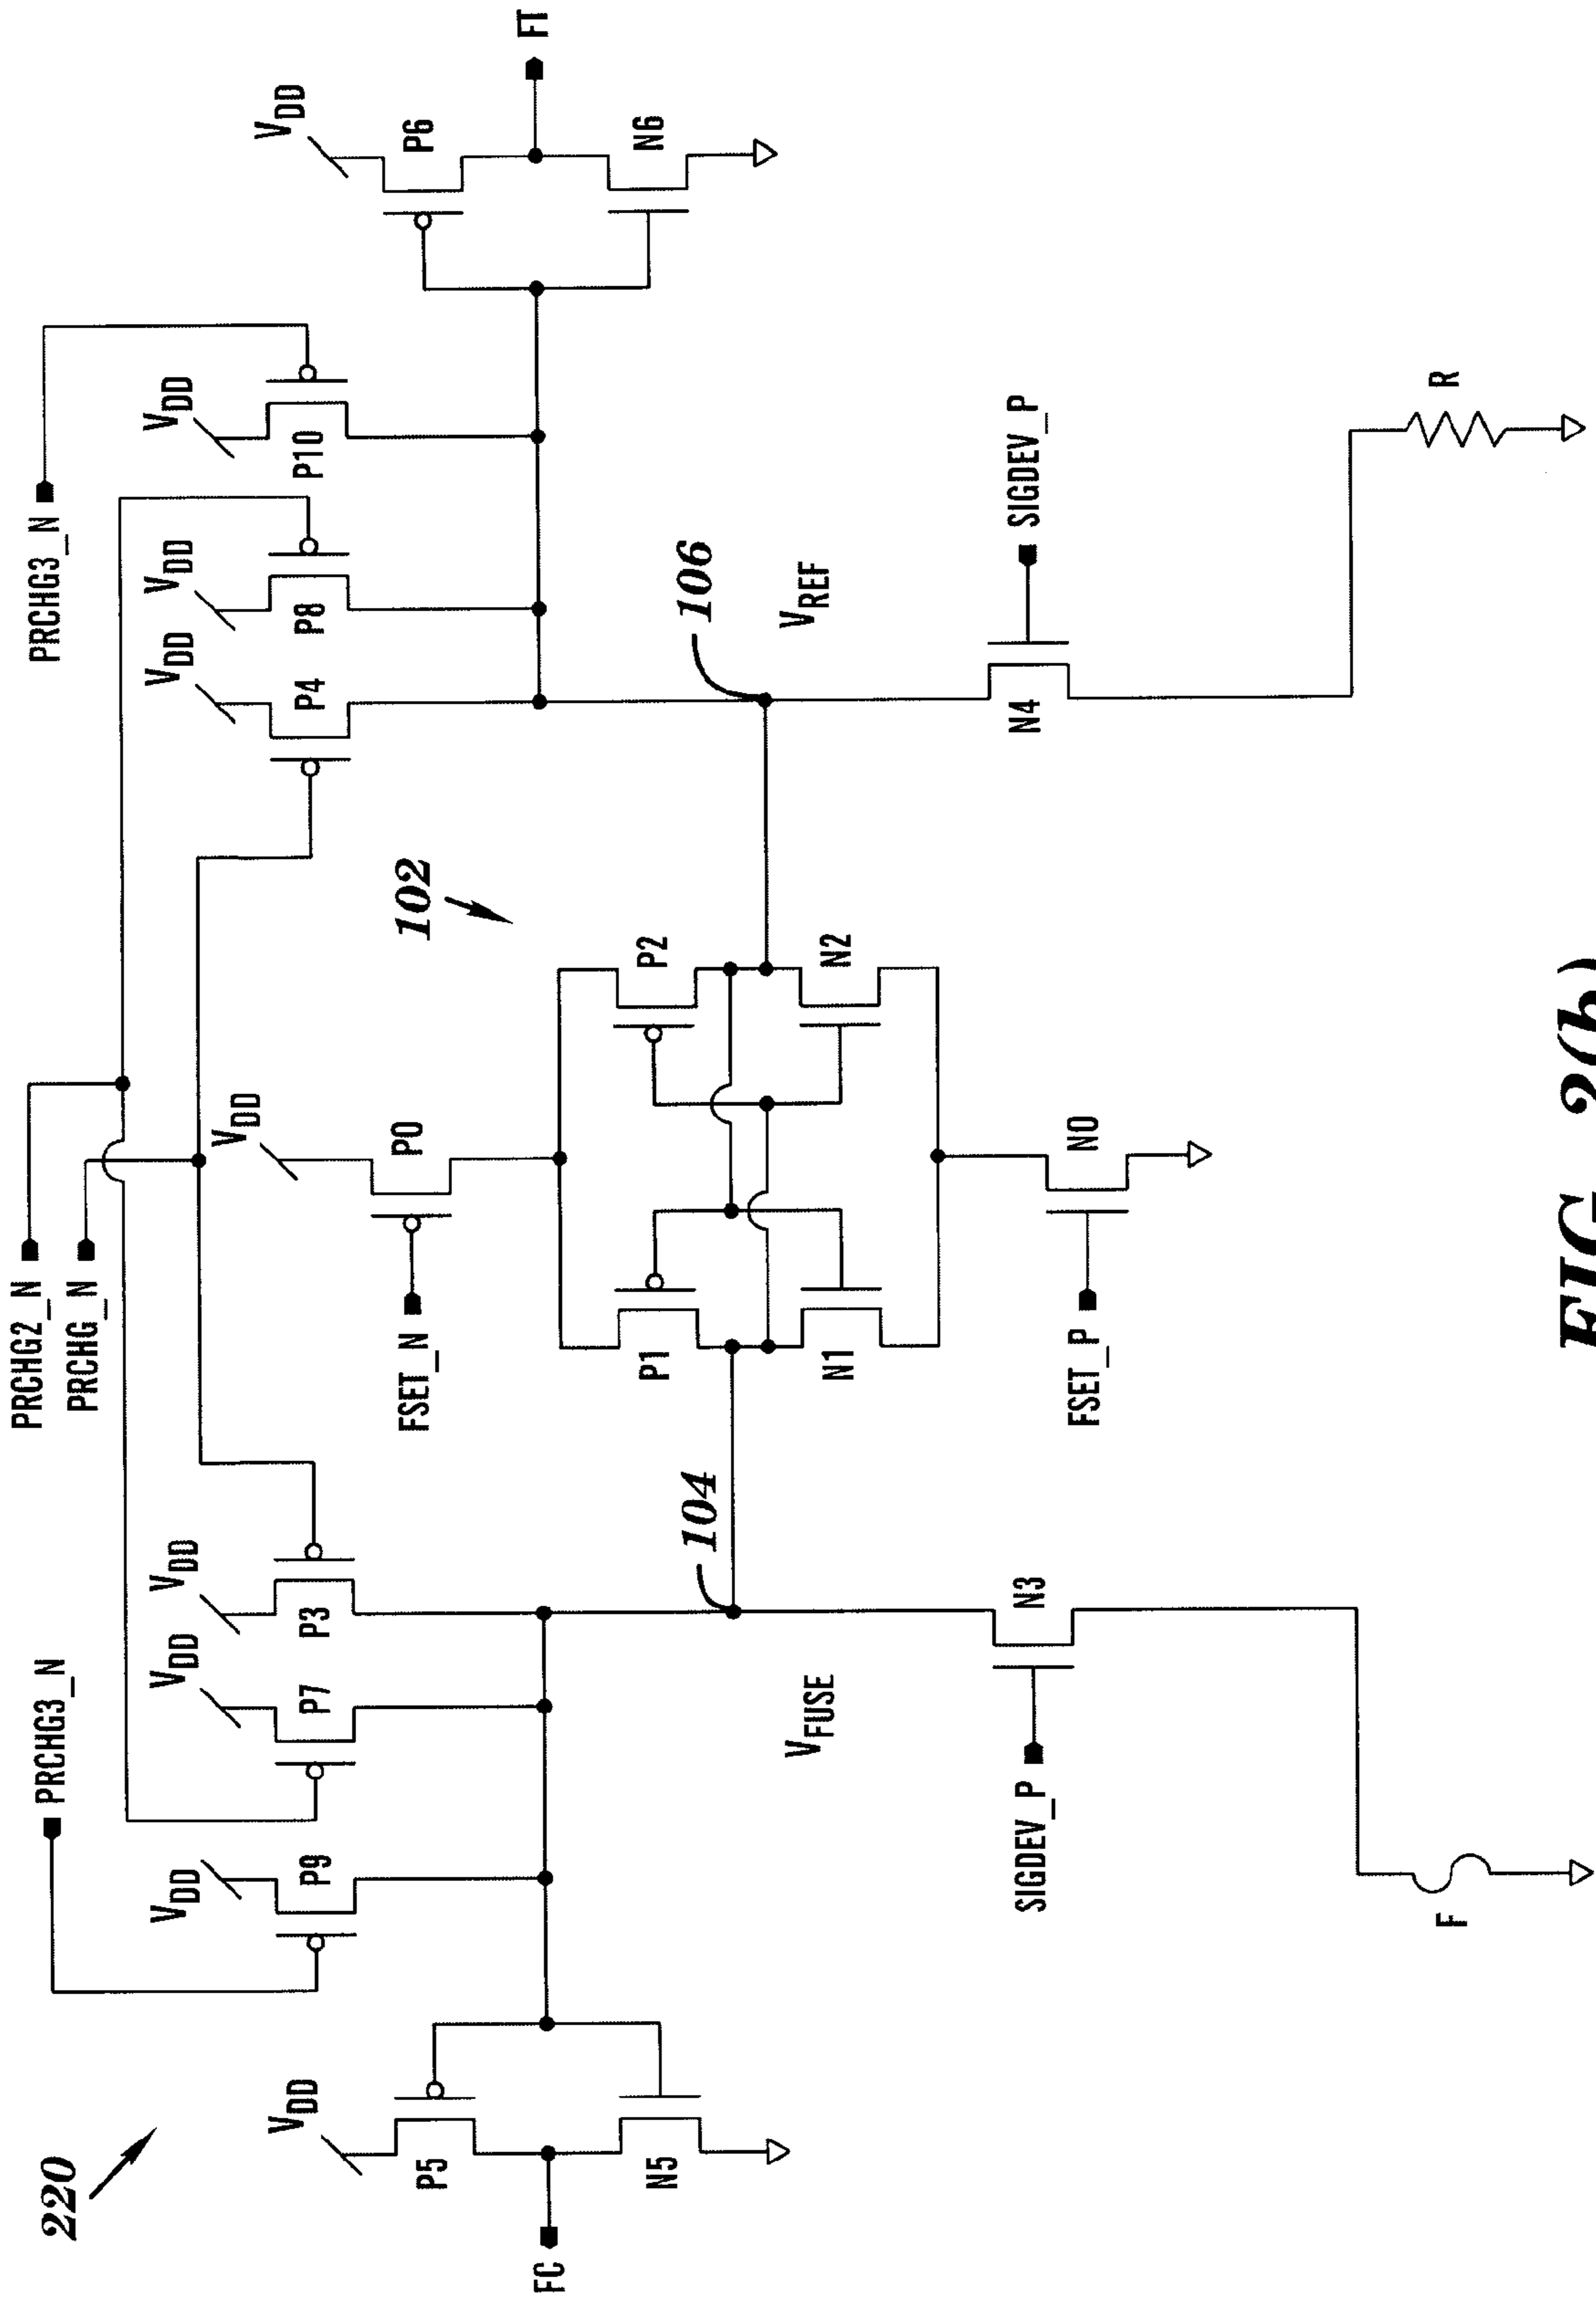 220
PRCHG3_N
PRCHG2_N
PRCHG_N
PRCHG3_N
VDD
P9
VDD
P7
VDD
P3
VDD
P4
VDD
P8
VDD
P10
VDD
P5
N5
FC
VDD
P6
N6
FT
VDD
P0
FSET_N
102
P1
P2
N1
N2
104
106
VFUSE
VREF
FSET_P
N0
SIGDEV_P
N3
N4
SIGDEV_P
F
R
FIG. 2(b)